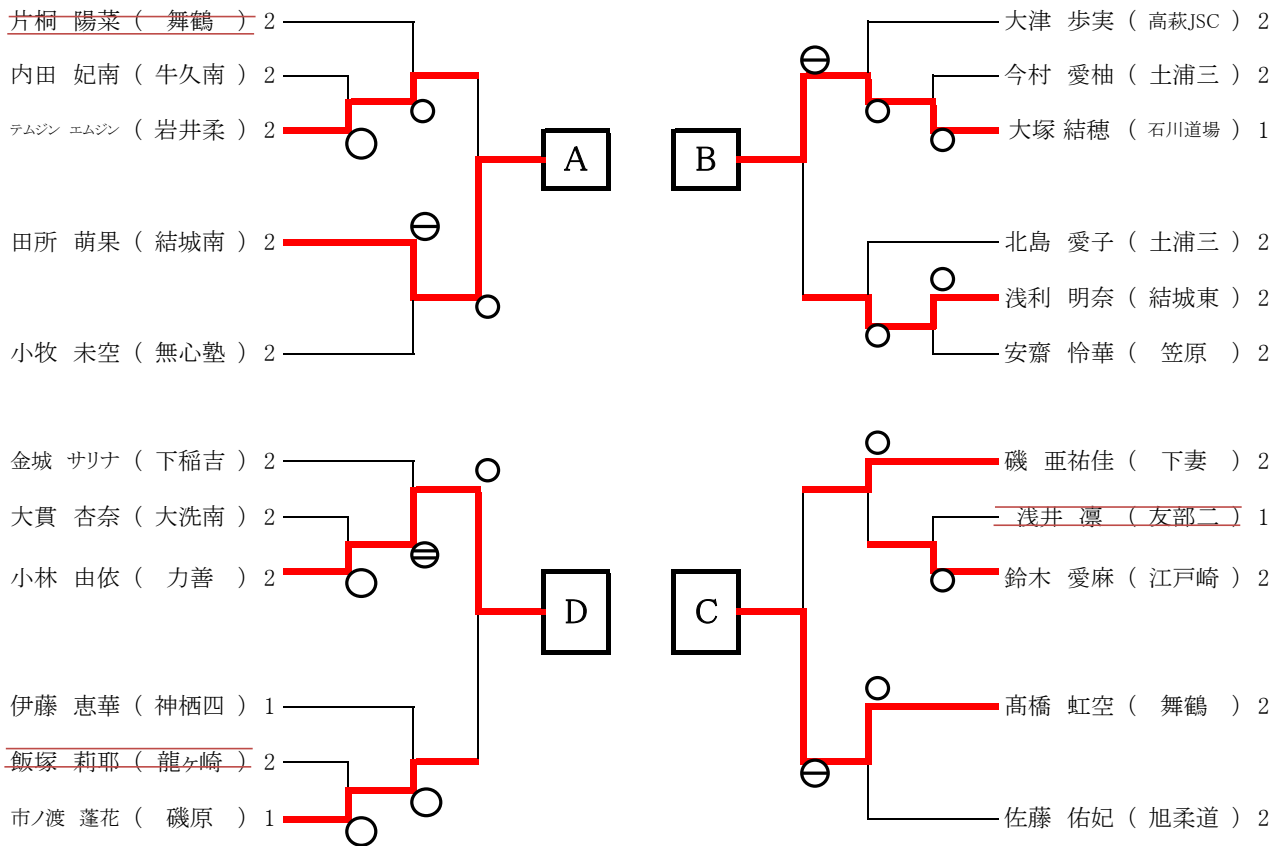 片桐 陽菜 ( 舞鶴 ) 2
内田 妃南 ( 牛久南 ) 2
テムジン エムジン ( 岩井柔 ) 2
A
田所 萌果 ( 結城南 ) 2
小牧 未空 ( 無心塾 ) 2
金城 サリナ ( 下稲吉 ) 2
大貫 杏奈 ( 大洗南 ) 2
小林 由依 ( 力善 ) 2
D
伊藤 恵華 ( 神栖四 ) 1
飯塚 莉耶 ( 龍ヶ崎 ) 2
市ノ渡 蓬花 ( 磯原 ) 1
大津 歩実 ( 高萩JSC ) 2
今村 愛柚 ( 土浦三 ) 2
大塚 結穂 ( 石川道場 ) 1
B
北島 愛子 ( 土浦三 ) 2
浅利 明奈 ( 結城東 ) 2
安齋 怜華 ( 笠原 ) 2
磯 亜祐佳 ( 下妻 ) 2
浅井 凛 ( 友部二 ) 1
鈴木 愛麻 ( 江戸崎 ) 2
C
髙橋 虹空 ( 舞鶴 ) 2
佐藤 佑妃 ( 旭柔道 ) 2